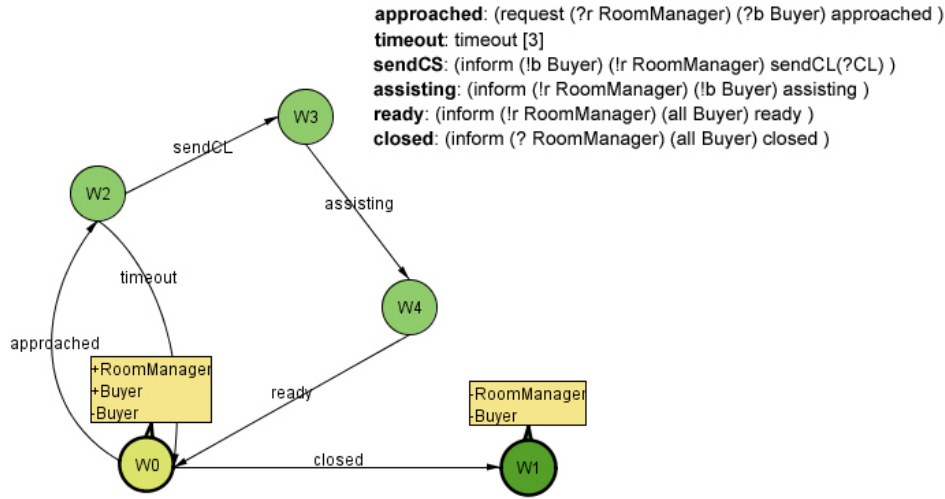 approached: (request (?r RoomManager) (?b Buyer) approached )
timeout: timeout [3]
sendCS: (inform (!b Buyer) (!r RoomManager) sendCL(?CL) )
assisting: (inform (!r RoomManager) (!b Buyer) assisting )
ready: (inform (!r RoomManager) (all Buyer) ready )
closed: (inform (? RoomManager) (all Buyer) closed )
W3
sendCL
W2
assisting
timeout
W4
approached
+RoomManager
+Buyer
-Buyer
ready
-RoomManager
-Buyer
W0
closed
W1